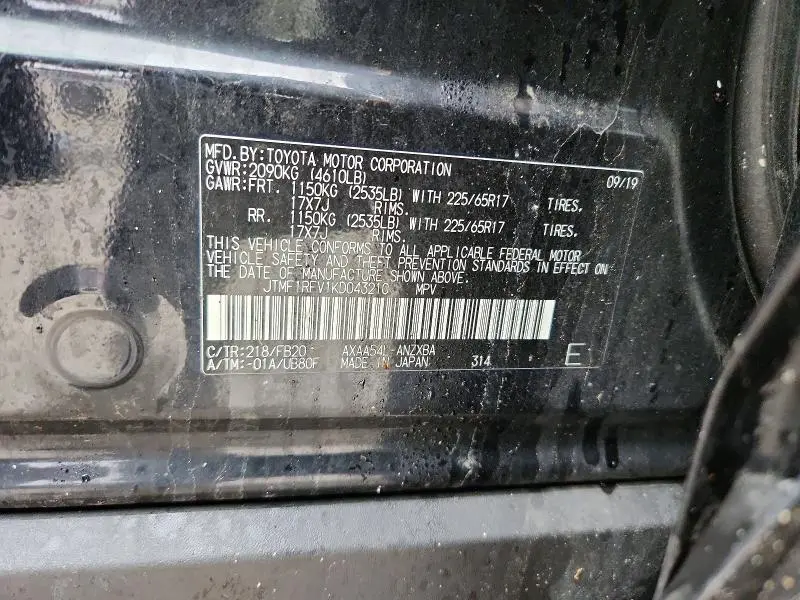 MFD.BY:TOYOTA MOTOR CORPORATION 09/19
GVWR:2090KG (4610LB)
GAWR:FRT. 1150KG (2535LB) WITH 225/65R17 TIRES,
17X7J RIMS.
RR. 1150KG (2535LB) WITH 225/65R17 TIRES,
17X7J RIMS.
THIS VEHICLE CONFORMS TO ALL APPLICABLE FEDERAL MOTOR
VEHICLE SAFETY AND THEFT PREVENTION STANDARDS IN EFFECT ON
THE DATE OF MANUFACTURE SHOWN ABOVE.
JTMF1RFV1KD043210 MPV
C/TR:218/FB20 AXAA54L-ANZXBA
A/TM:-01A/UB80F MADE IN JAPAN 314 E